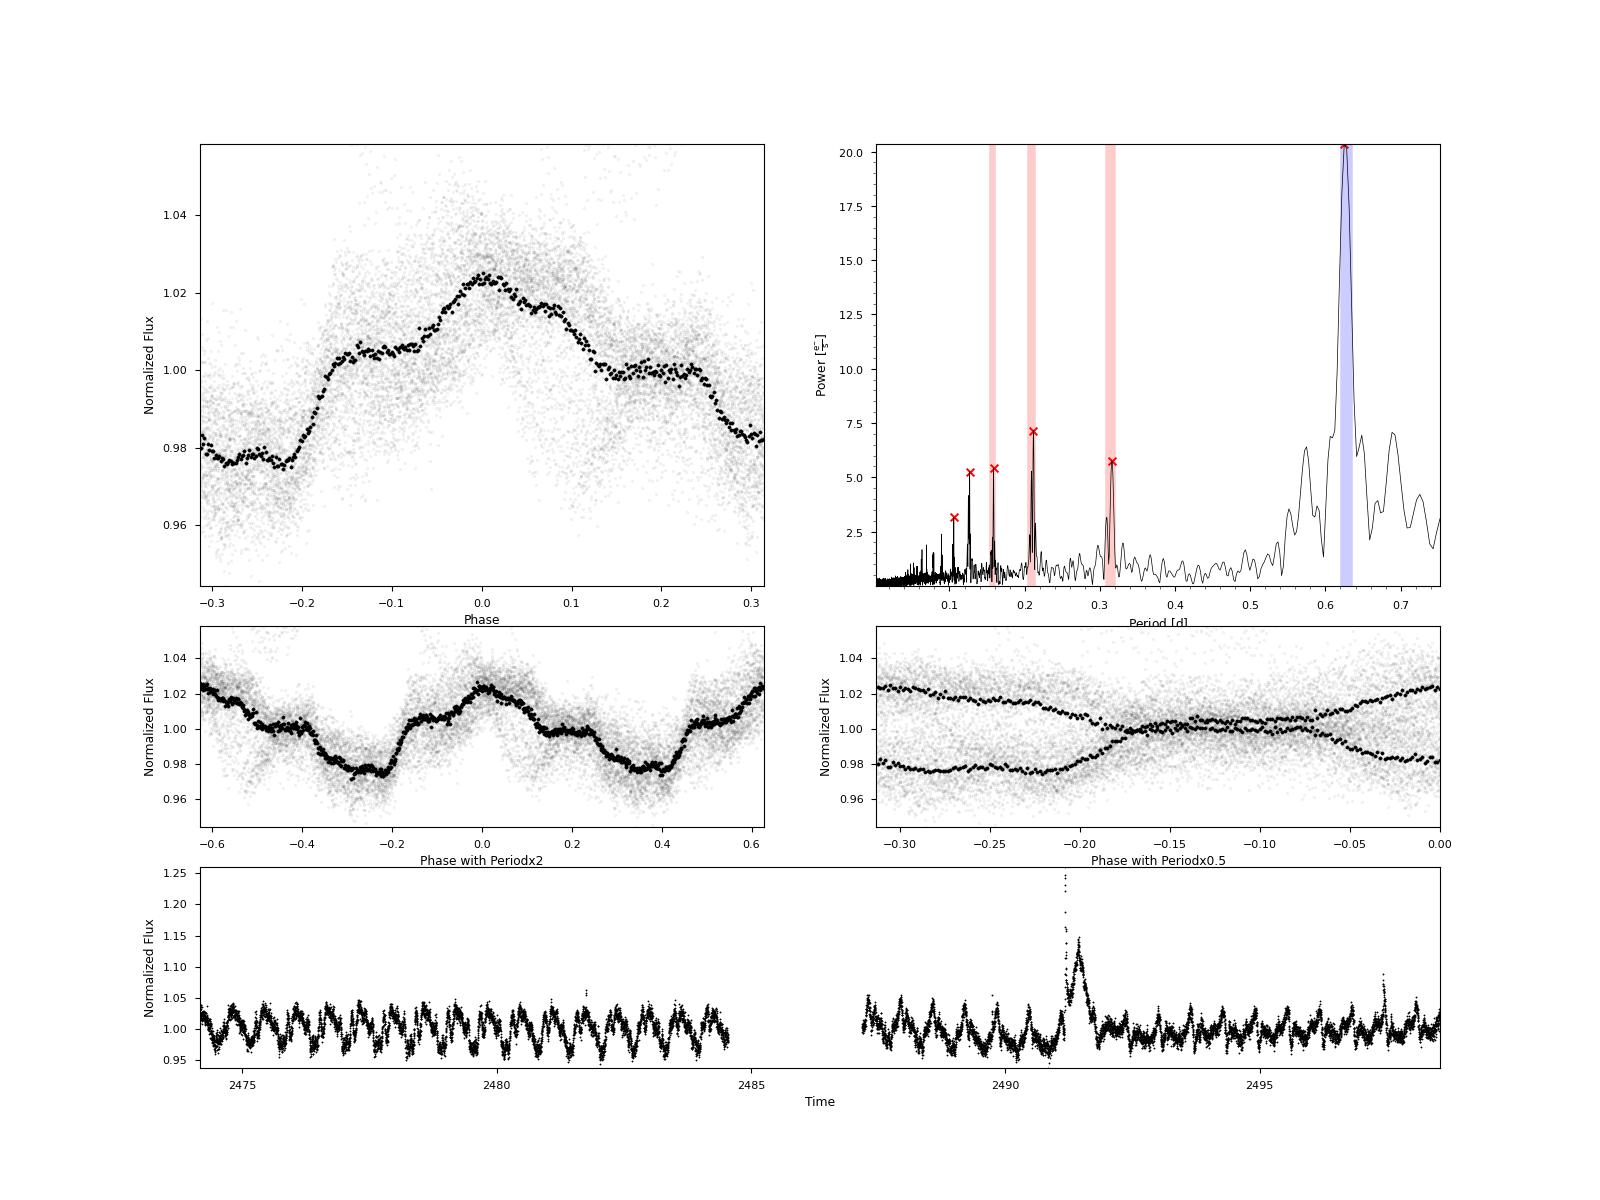 Normalized Flux
1.04
1.02
1.00
0.98
0.96
−0.3 −0.2 −0.1 0.0 0.1 0.2 0.3
Phase
Power [e⁻/s]
20.0
17.5
15.0
12.5
10.0
7.5
5.0
2.5
0.1 0.2 0.3 0.4 0.5 0.6 0.7
Period [d]
Normalized Flux
1.04
1.02
1.00
0.98
0.96
−0.6 −0.4 −0.2 0.0 0.2 0.4 0.6
Phase with Periodx2
Normalized Flux
1.04
1.02
1.00
0.98
0.96
−0.30 −0.25 −0.20 −0.15 −0.10 −0.05 0.00
Phase with Periodx0.5
Normalized Flux
1.25
1.20
1.15
1.10
1.05
1.00
0.95
2475 2480 2485 2490 2495
Time